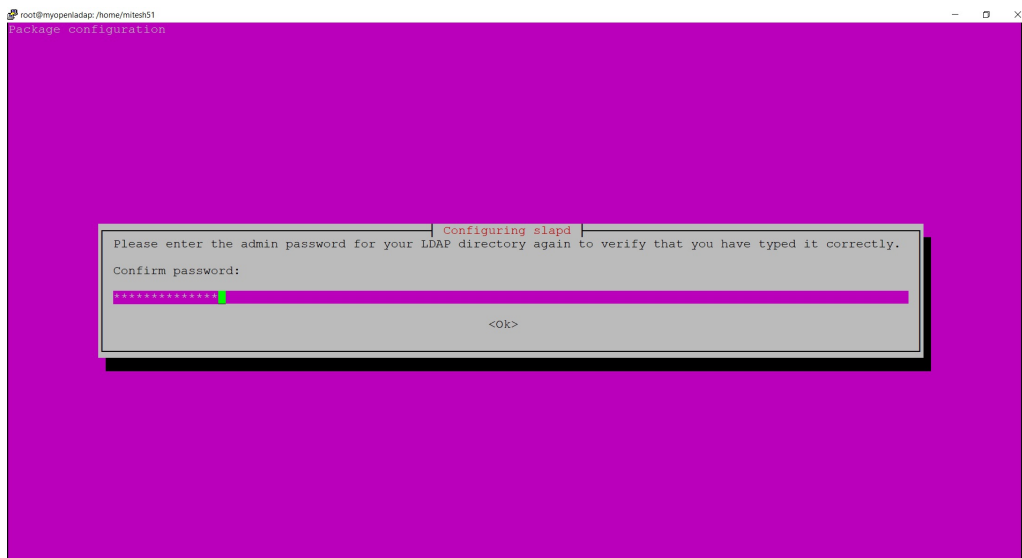 root@myopenladap: /home/mitesh51
Package configuration
Configuring slapd
Please enter the admin password for your LDAP directory again to verify that you have typed it correctly.
Confirm password:
**************
<Ok>